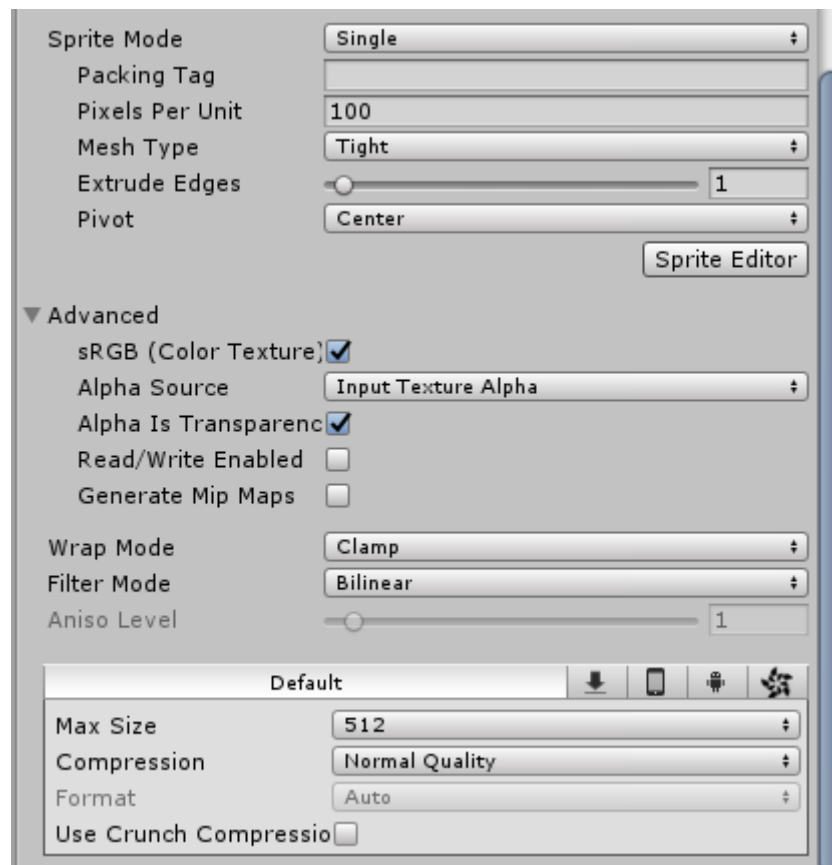 Sprite Mode Single
Packing Tag
Pixels Per Unit 100
Mesh Type Tight
Extrude Edges 1
Pivot Center
Sprite Editor
Advanced
sRGB (Color Texture)
Alpha Source Input Texture Alpha
Alpha Is Transparenc
Read/Write Enabled
Generate Mip Maps
Wrap Mode Clamp
Filter Mode Bilinear
Aniso Level 1
Default
Max Size 512
Compression Normal Quality
Format Auto
Use Crunch Compressio